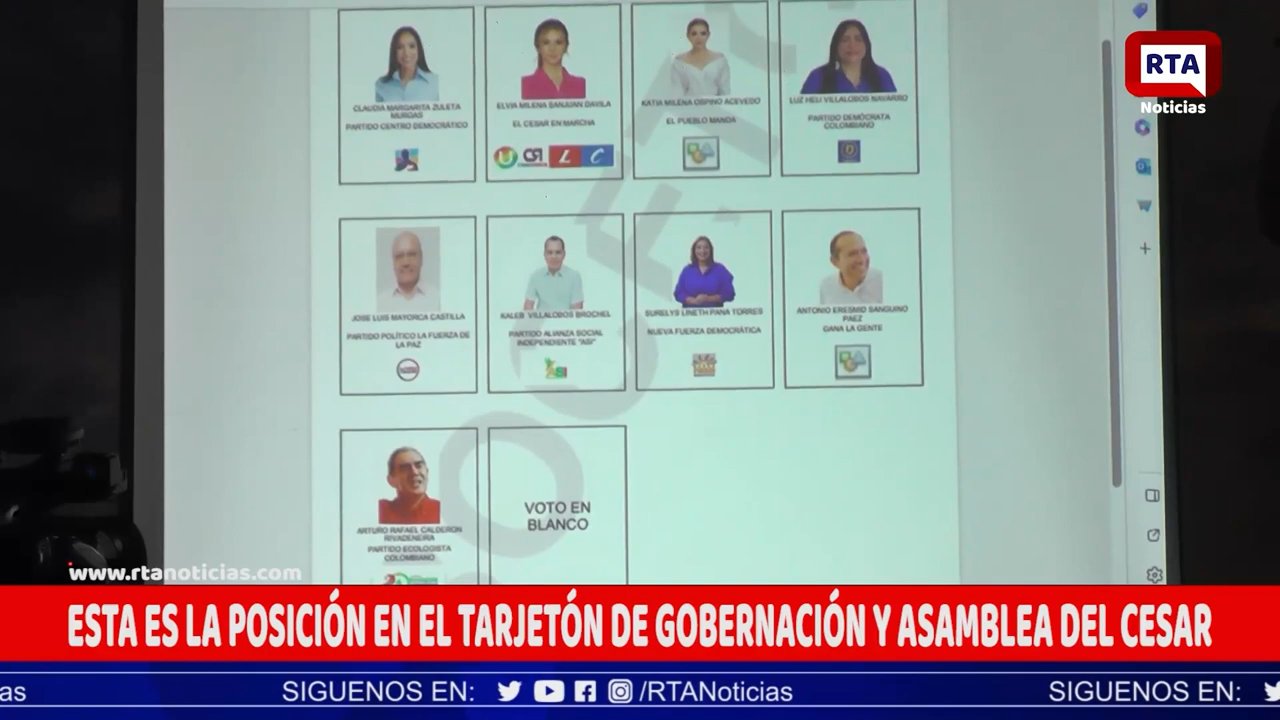 RTA
Noticias
CLAUDIA MARGARITA ZULETA
MURGAS
PARTIDO CENTRO DEMOCRÁTICO
ELVIA MILENA SANJUAN DAVILA
EL CESAR EN MARCHA
KATIA MILENA OSPINO ACEVEDO
EL PUEBLO MANDA
LUZ HELI VILLALOBOS NAVARRO
PARTIDO DEMÓCRATA
COLOMBIANO
JOSE LUIS MAYORCA CASTILLA
PARTIDO POLÍTICO LA FUERZA DE
LA PAZ
KALEB VILLALOBOS BROCHEL
PARTIDO ALIANZA SOCIAL
INDEPENDIENTE "ASI"
ASI
SURELYS LINETH PANA TORRES
NUEVA FUERZA DEMOCRÁTICA
ANTONIO ERESMID SANGUINO
PAEZ
GANA LA GENTE
ARTURO RAFAEL CALDERON
RIVADENEIRA
PARTIDO ECOLOGISTA
COLOMBIANO
VOTO EN
BLANCO
www.rtanoticias.com
ESTA ES LA POSICIÓN EN EL TARJETÓN DE GOBERNACIÓN Y ASAMBLEA DEL CESAR
as SIGUENOS EN: /RTANoticias SIGUENOS EN: